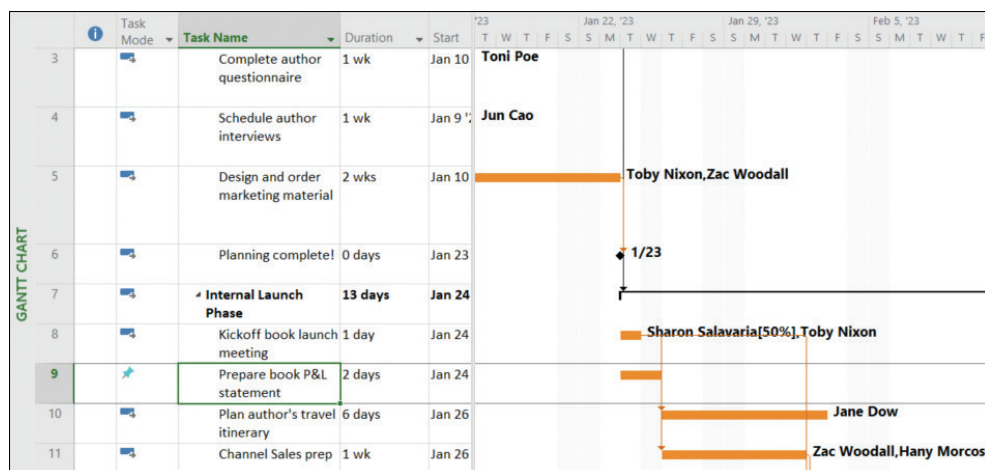 Task
Mode
Task Name
Duration
Start
'23
Jan 22, '23
Jan 29, '23
Feb 5, '23
T W T F S S M T W T F S S M T W T F S S M T W T F
GANTT CHART
3 Complete author 1 wk Jan 10 Toni Poe
questionnaire
4 Schedule author 1 wk Jan 9 '2 Jun Cao
interviews
5 Design and order 2 wks Jan 10 Toby Nixon,Zac Woodall
marketing material
6 Planning complete! 0 days Jan 23 1/23
7 Internal Launch 13 days Jan 24
Phase
8 Kickoff book launch 1 day Jan 24 Sharon Salavaria[50%],Toby Nixon
meeting
9 Prepare book P&L 2 days Jan 24
statement
10 Plan author's travel 6 days Jan 26 Jane Dow
itinerary
11 Channel Sales prep 1 wk Jan 26 Zac Woodall,Hany Morcos